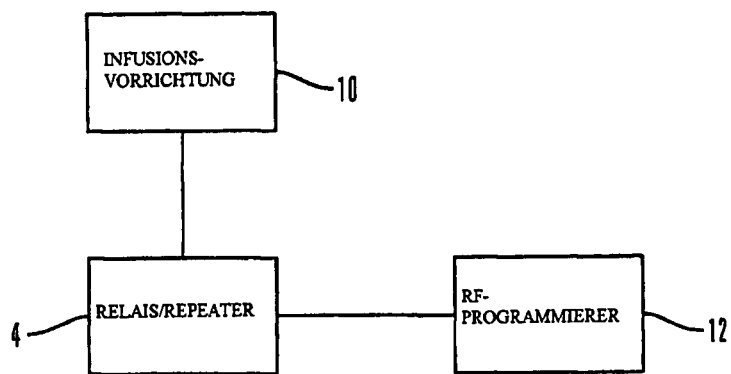 INFUSIONS-
VORRICHTUNG
10
RELAIS/REPEATER
4
RF-
PROGRAMMIERER
12